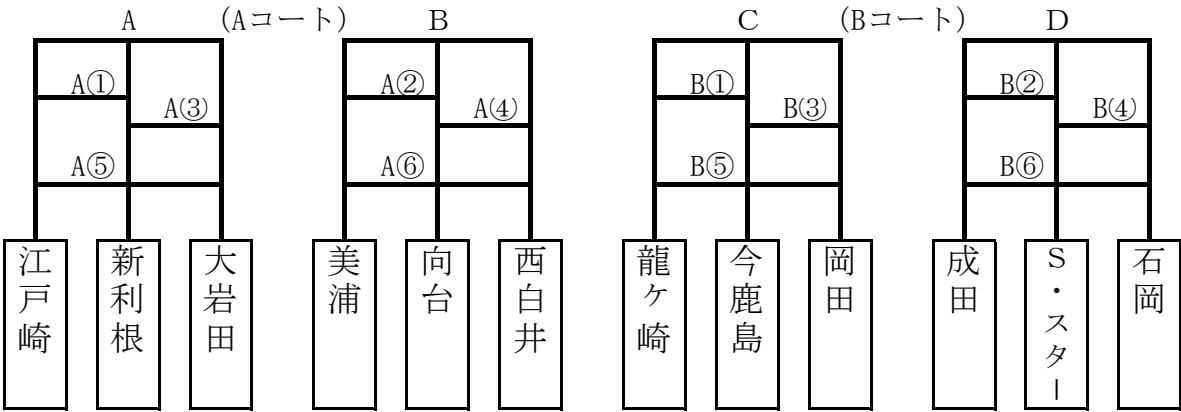 A (Aコート) B C (Bコート) D
A① A② B① B②
A③ A④ B③ B④
A⑤ A⑥ B⑤ B⑥
江戸崎
新利根
大岩田
美浦
向台
西白井
龍ケ崎
今鹿島
岡田
成田
S・スター
石岡